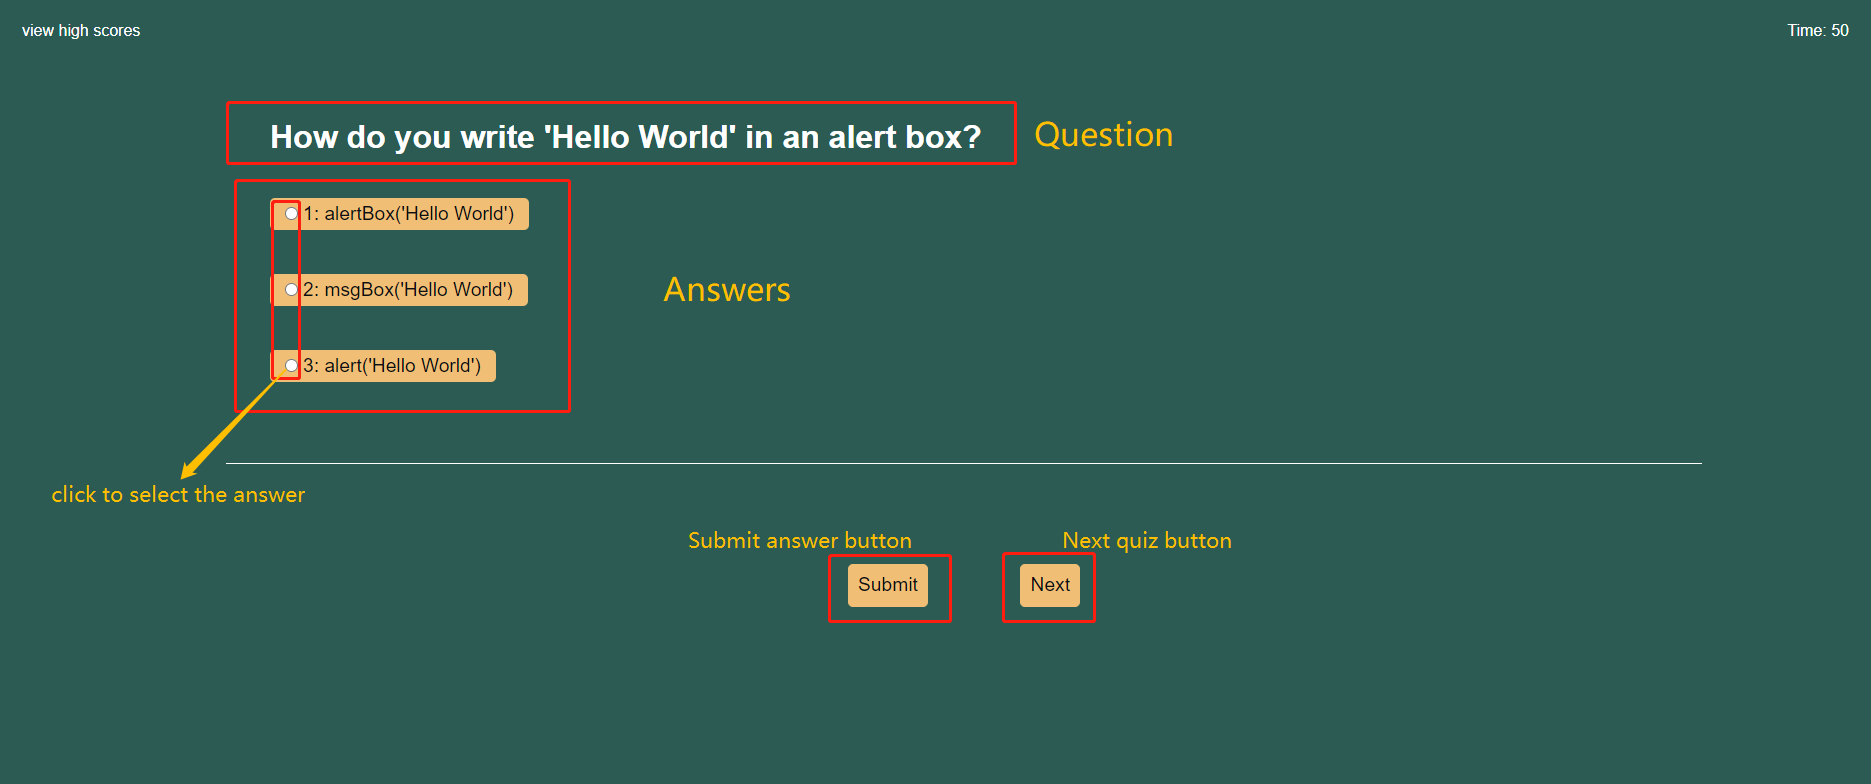 view high scores
Time: 50
How do you write 'Hello World' in an alert box?
Question
1: alertBox('Hello World')
2: msgBox('Hello World')
Answers
3: alert('Hello World')
click to select the answer
Submit answer button
Next quiz button
Submit
Next